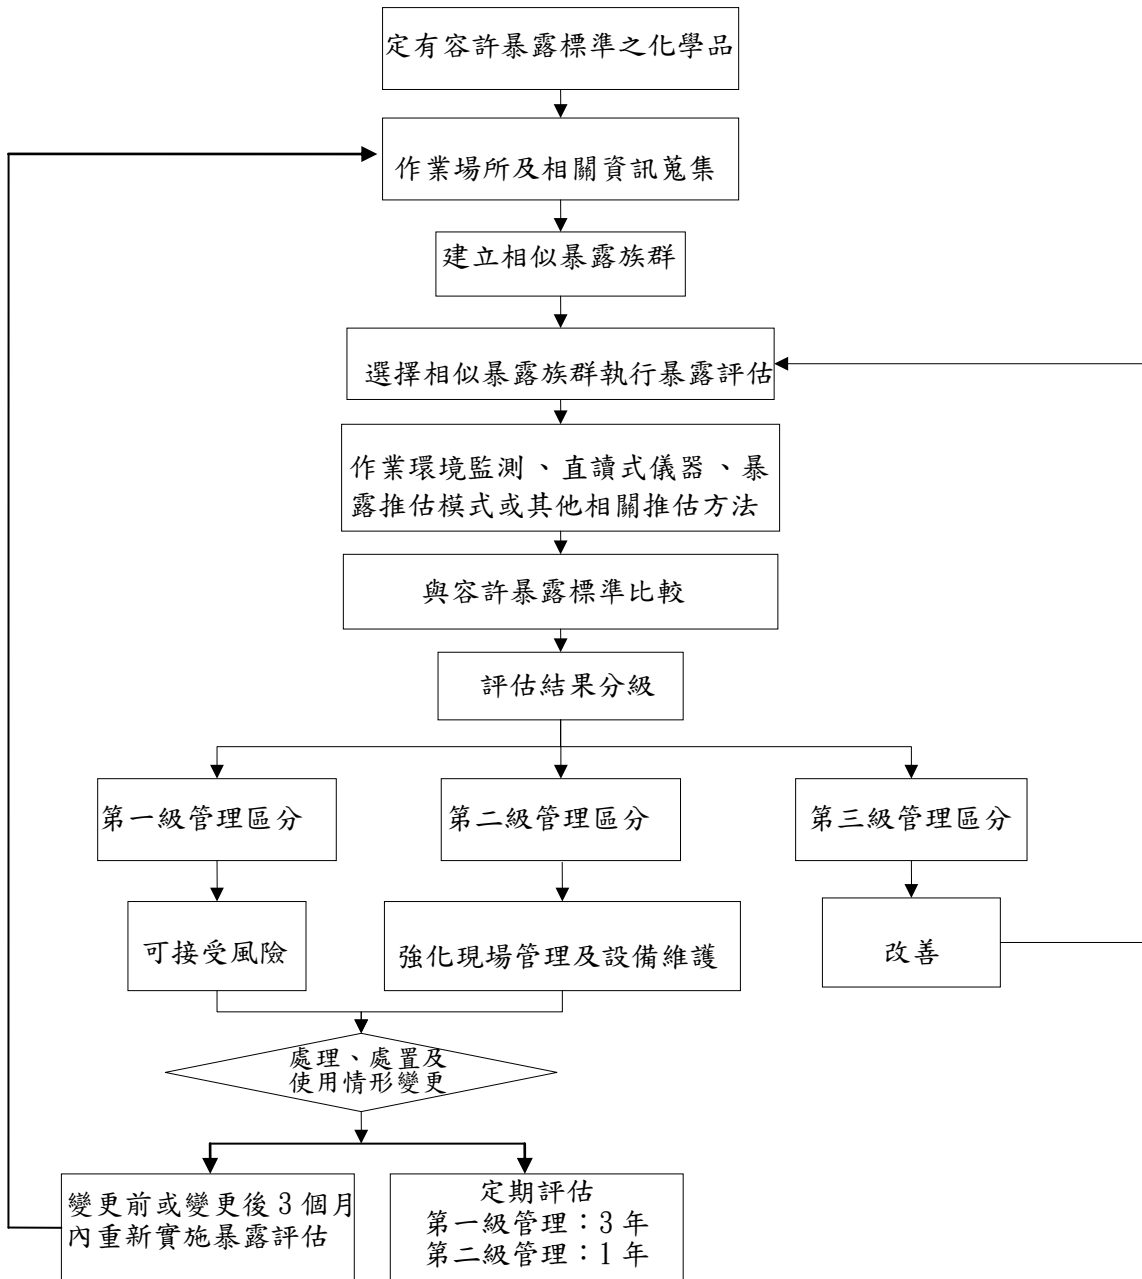 定有容許暴露標準之化學品
作業場所及相關資訊蒐集
建立相似暴露族群
選擇相似暴露族群執行暴露評估
作業環境監測、直讀式儀器、暴
露推估模式或其他相關推估方法
與容許暴露標準比較
評估結果分級
第一級管理區分
第二級管理區分
第三級管理區分
可接受風險
強化現場管理及設備維護
改善
處理、處置及
使用情形變更
變更前或變更後 3 個月
內重新實施暴露評估
定期評估
第一級管理：3 年
第二級管理：1 年